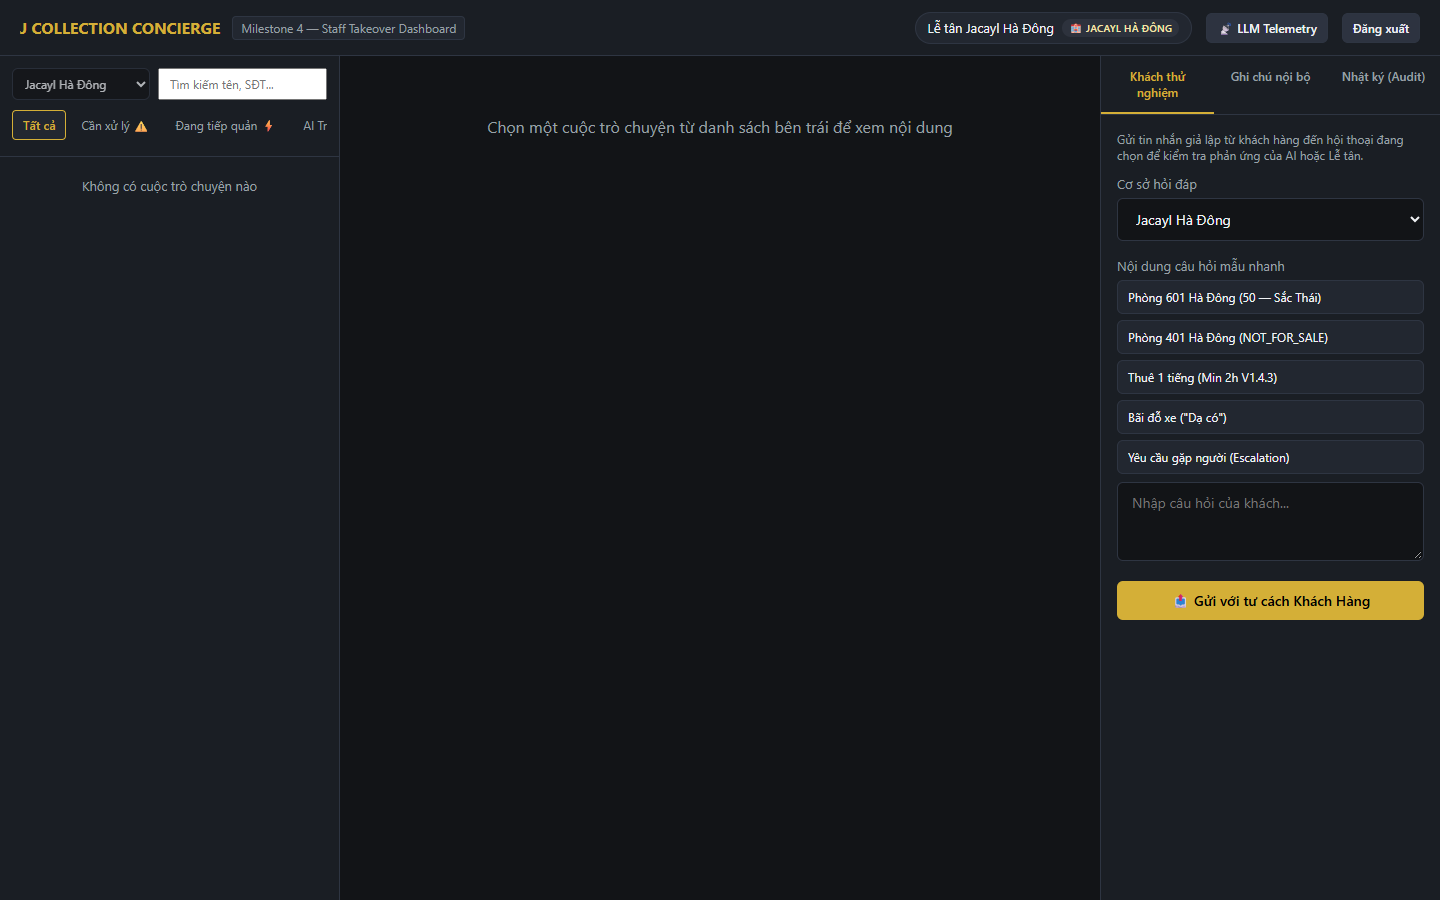 J COLLECTION CONCIERGE
Milestone 4 — Staff Takeover Dashboard
Lễ tân Jacayl Hà Đông
JACAYL HÀ ĐÔNG
LLM Telemetry
Đăng xuất
Jacayl Hà Đông
Tìm kiếm tên, SĐT...
Tất cả
Cần xử lý
Đang tiếp quản
AI Tr
Không có cuộc trò chuyện nào
Chọn một cuộc trò chuyện từ danh sách bên trái để xem nội dung
Khách thử
nghiệm
Ghi chú nội bộ
Nhật ký (Audit)
Gửi tin nhắn giả lập từ khách hàng đến hội thoại đang
chọn để kiểm tra phản ứng của AI hoặc Lễ tân.
Cơ sở hỏi đáp
Jacayl Hà Đông
Nội dung câu hỏi mẫu nhanh
Phòng 601 Hà Đông (50 — Sắc Thái)
Phòng 401 Hà Đông (NOT_FOR_SALE)
Thuê 1 tiếng (Min 2h V1.4.3)
Bãi đỗ xe ("Dạ có")
Yêu cầu gặp người (Escalation)
Nhập câu hỏi của khách...
Gửi với tư cách Khách Hàng